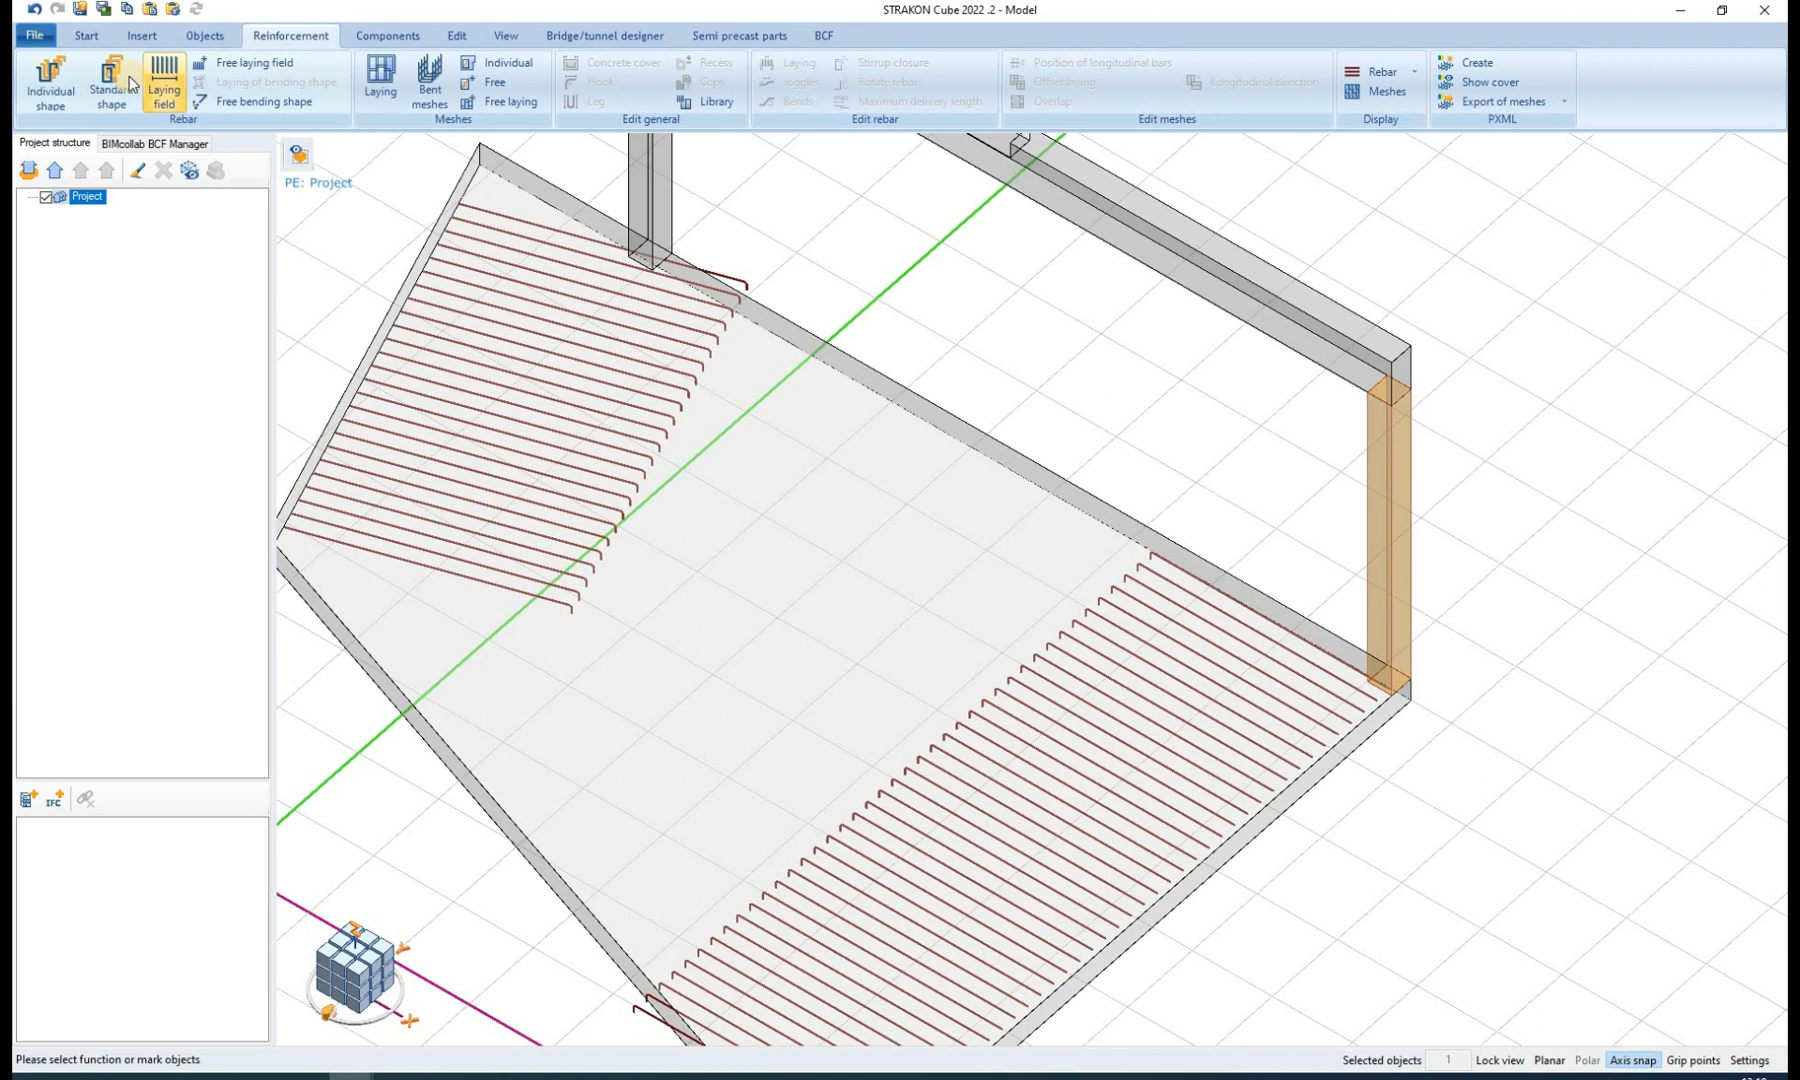 STRAKON Cube 2022 .2 - Model
File Start Insert Objects Reinforcement Components Edit View Bridge/tunnel designer Semi precast parts BCF
Individual shape
shape
Laying field
Free laying field
Laying of bending shape
Free bending shape
Rebar
Laying
Bent meshes
Individual
Free
Free laying
Meshes
Concrete cover
Hook
Leg
Recess
Copy
Library
Edit general
Laying
Toggles
Bends
Stirrup closure
Rotate rebar
Maximum delivery length
Edit rebar
Position of longitudinal bars
Offset laying
Overlap
Longitudinal direction
Edit meshes
Rebar
Meshes
Display
Create
Show cover
Export of meshes
PXML
Project structure BIMcollab BCF Manager
Project
PE: Project
IFC
Z
Please select function or mark objects
Selected objects 1 Lock view Planar Polar Axis snap Grip points Settings